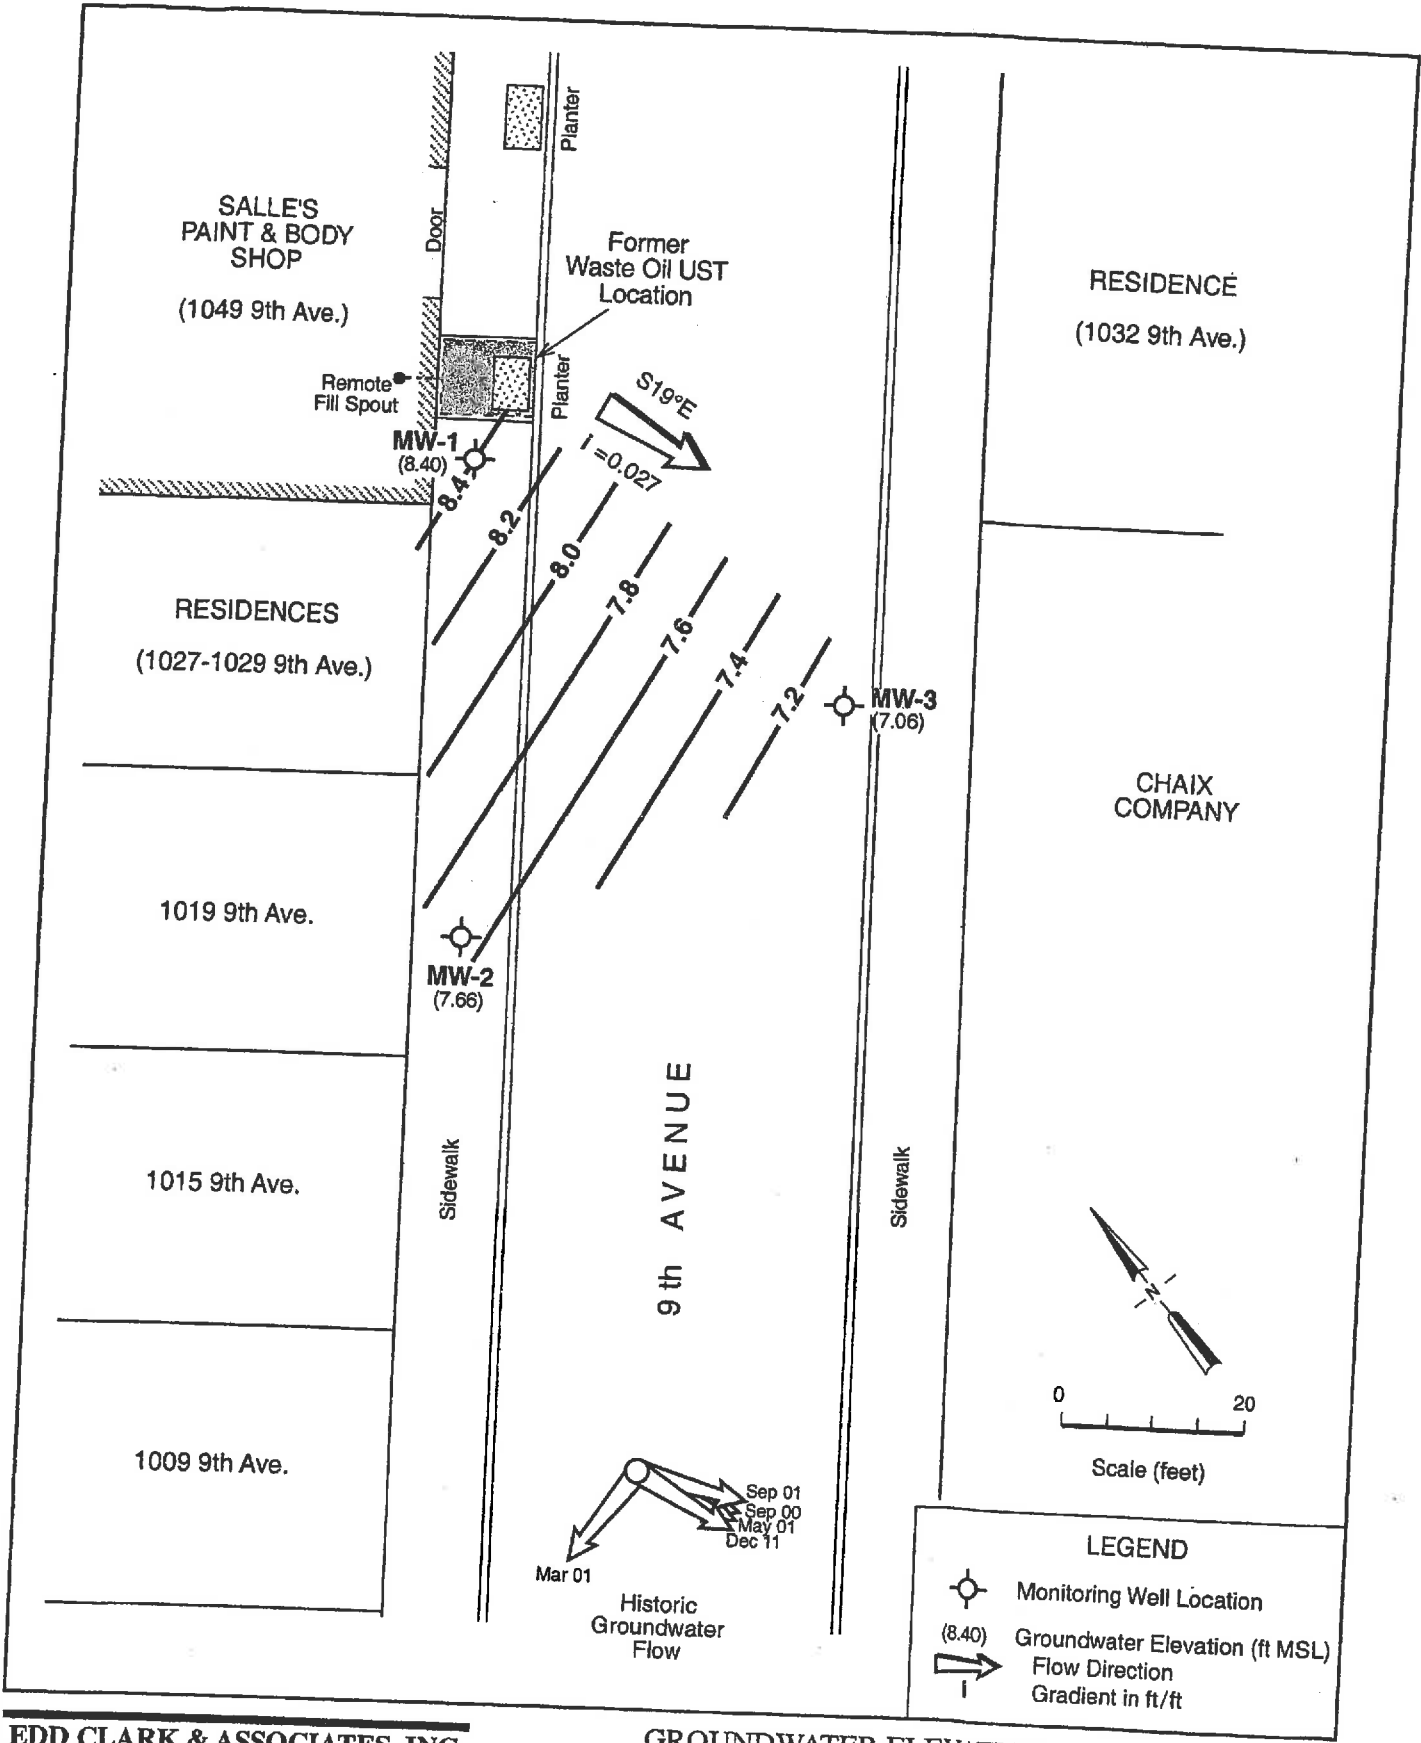 Planter
SALLE'S
PAINT & BODY
SHOP
(1049 9th Ave.)
Door
Former
Waste Oil UST
Location
RESIDENCE
(1032 9th Ave.)
Remote
Fill Spout
Planter
S19°E
i =0.027
MW-1
(8.40)
8.4
8.2
8.0
7.8
7.6
7.4
7.2
RESIDENCES
(1027-1029 9th Ave.)
MW-3
(7.06)
CHAIX
COMPANY
1019 9th Ave.
MW-2
(7.66)
9th AVENUE
Sidewalk
Sidewalk
1015 9th Ave.
N
0 20
Scale (feet)
1009 9th Ave.
Sep 01
Sep 00
May 01
Dec 11
Mar 01
Historic
Groundwater
Flow
LEGEND
Monitoring Well Location
(8.40) Groundwater Elevation (ft MSL)
Flow Direction
i Gradient in ft/ft
EDD CLARK & ASSOCIATES, INC.
GROUNDWATER